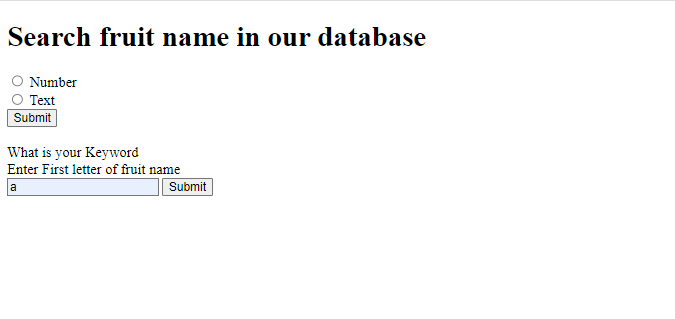 Search fruit name in our database
Number
Text
Submit
What is your Keyword
Enter First letter of fruit name
a Submit